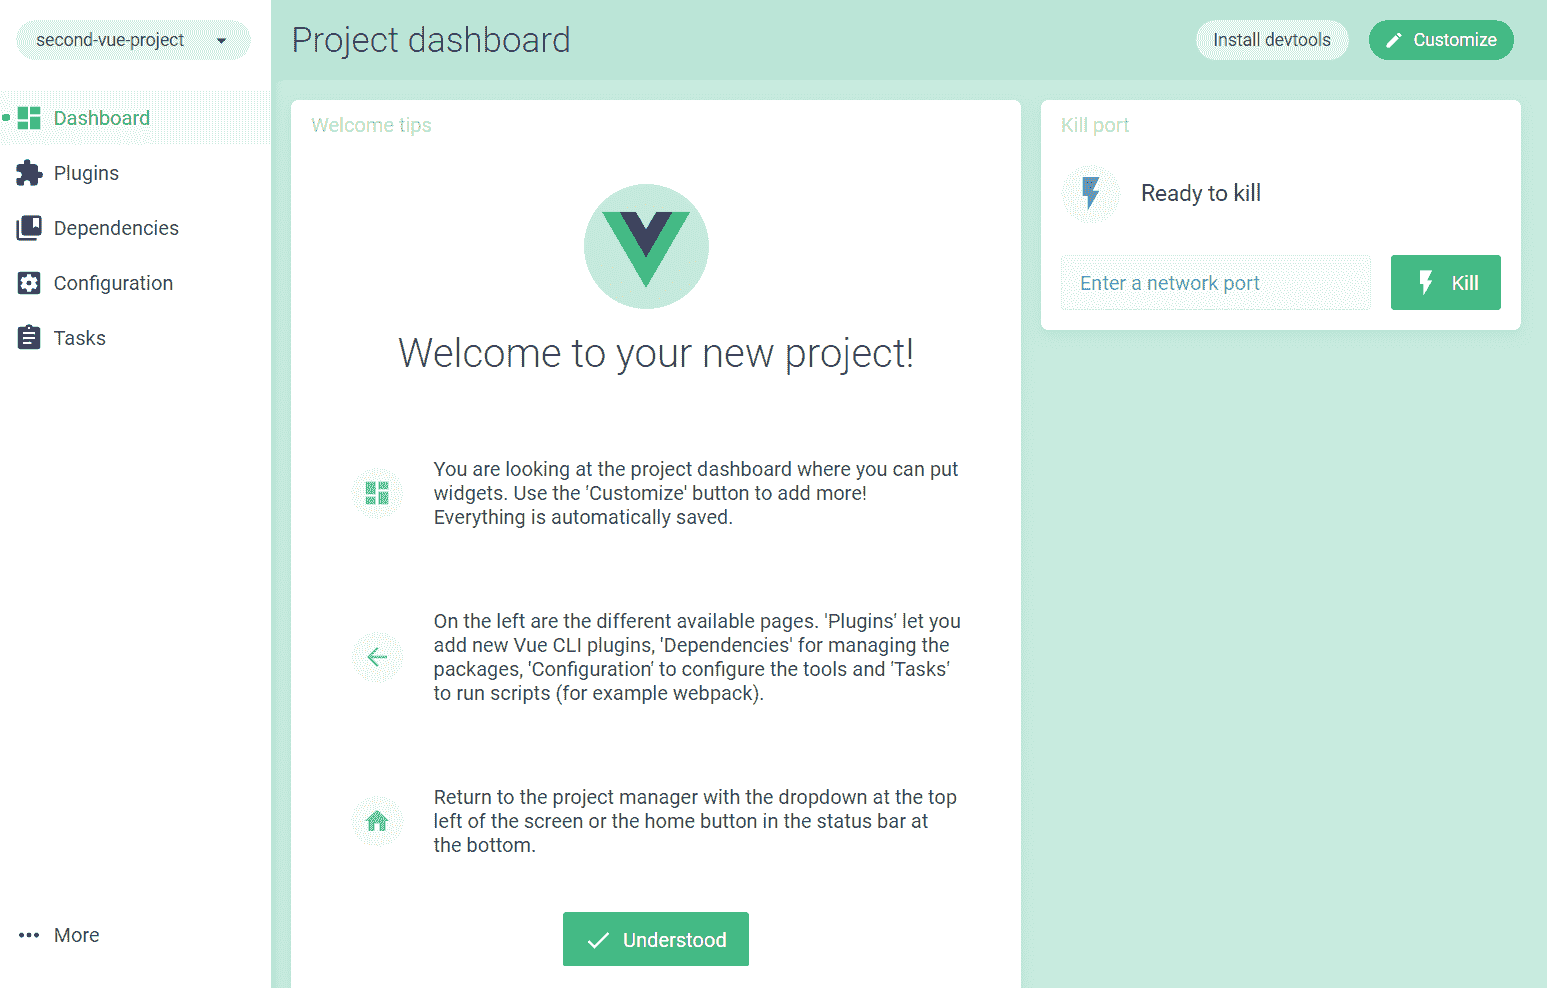 second-vue-project
Project dashboard
Install devtools
Customize
Dashboard
Plugins
Dependencies
Configuration
Tasks
More
Welcome tips
Welcome to your new project!
You are looking at the project dashboard where you can put
widgets. Use the 'Customize' button to add more!
Everything is automatically saved.
On the left are the different available pages. 'Plugins' let you
add new Vue CLI plugins, 'Dependencies' for managing the
packages, 'Configuration' to configure the tools and 'Tasks'
to run scripts (for example webpack).
Return to the project manager with the dropdown at the top
left of the screen or the home button in the status bar at
the bottom.
Understood
Kill port
Ready to kill
Enter a network port
Kill